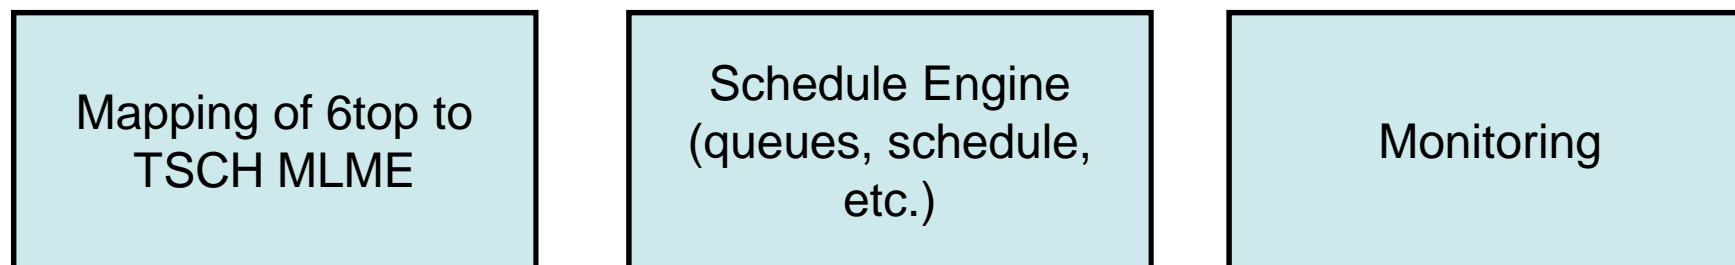 Mapping of 6top to
TSCH MLME
Schedule Engine
(queues, schedule,
etc.)
Monitoring